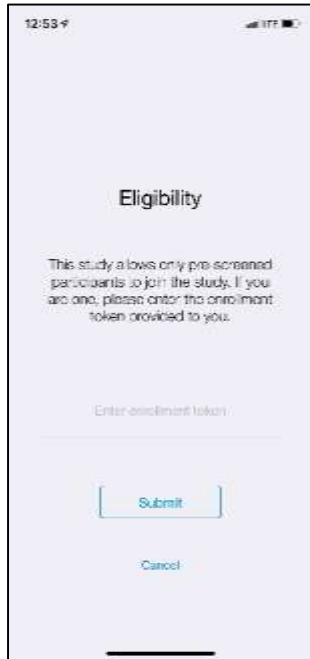 12:53
LTE
Eligibility
This study allows only pre-screened
participants to join the study. If you
are one, please enter the enrollment
token provided to you.
Enter enrollment token
Submit
Cancel